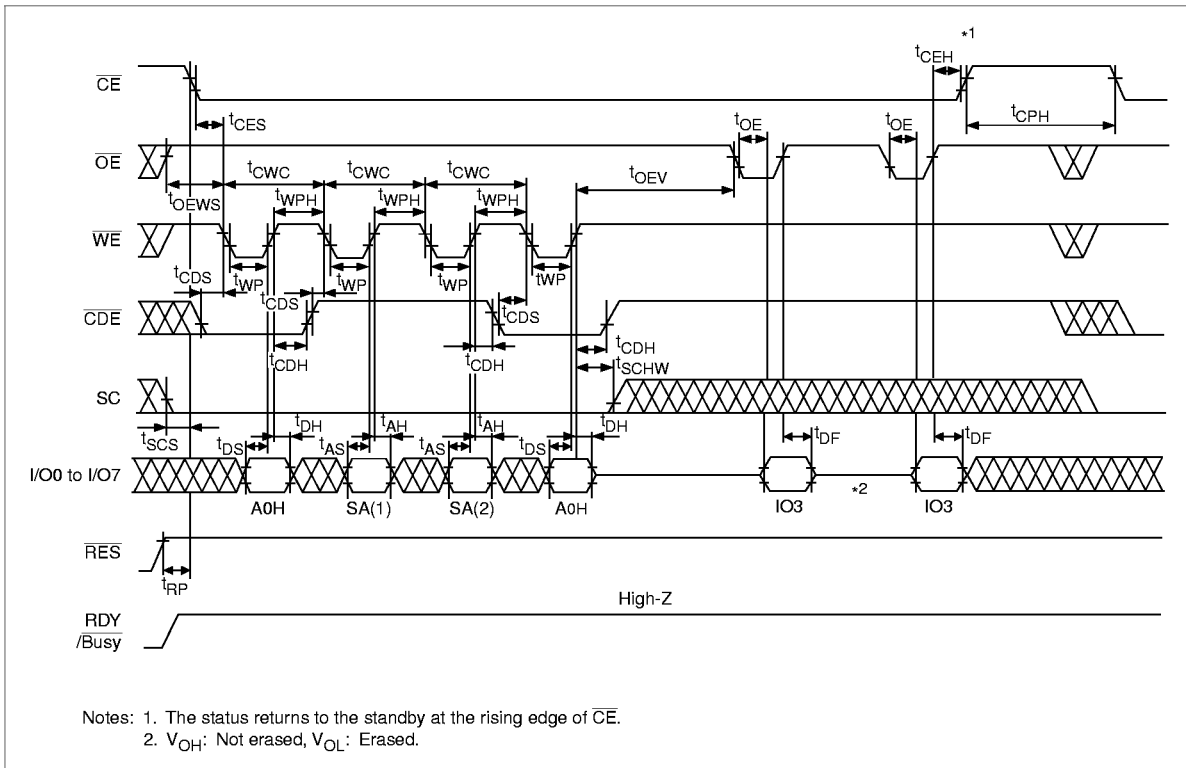 *1
tCEH
CE
tCES
tCPH
tOE
tOE
OE
tCWC
tCWC
tCWC
tOEV
tOEWS
tWPH
tWPH
tWPH
WE
tCDS
tWP
tCDS
tWP
tWP
tWP
CDE
tCDS
tCDH
tCDH
tCDH
tSCHW
SC
tSCS
tDS
tDH
tAS
tAH
tAS
tAH
tDS
tDH
tDF
tDF
I/O0 to I/O7
A0H
SA(1)
SA(2)
A0H
IO3
*2
IO3
RES
tRP
High-Z
RDY
/Busy
Notes: 1. The status returns to the standby at the rising edge of CE.
2. VOH: Not erased, VOL: Erased.